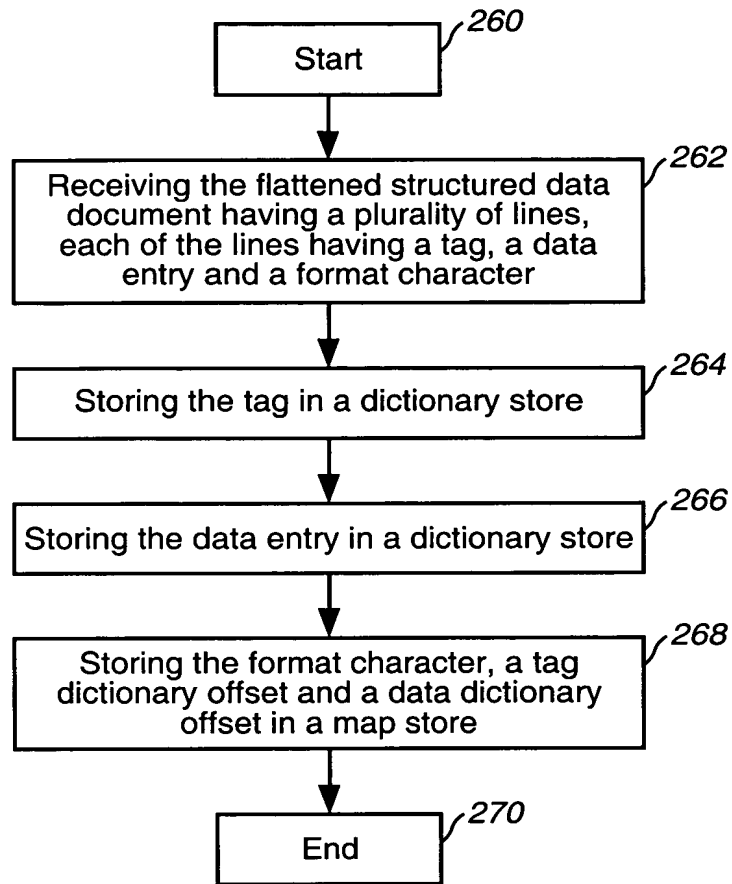 260
Start
262
Receiving the flattened structured data
document having a plurality of lines,
each of the lines having a tag, a data
entry and a format character
264
Storing the tag in a dictionary store
266
Storing the data entry in a dictionary store
268
Storing the format character, a tag
dictionary offset and a data dictionary
offset in a map store
270
End